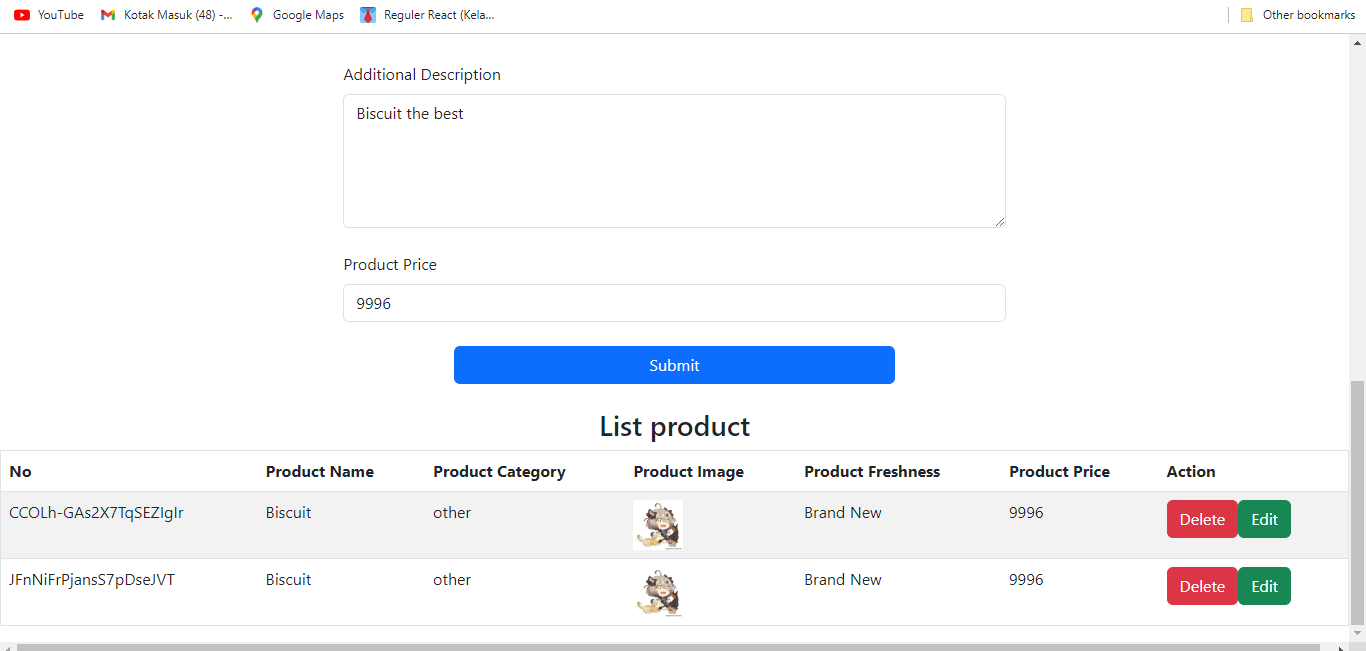 YouTube Kotak Masuk (48) -... Google Maps Reguler React (Kela... Other bookmarks
Additional Description
Biscuit the best
Product Price
9996
Submit
List product
No Product Name Product Category Product Image Product Freshness Product Price Action
CCOLh-GAs2X7TqSEZIgIr Biscuit other Brand New 9996 Delete Edit
JFnNiFrPjansS7pDseJVT Biscuit other Brand New 9996 Delete Edit